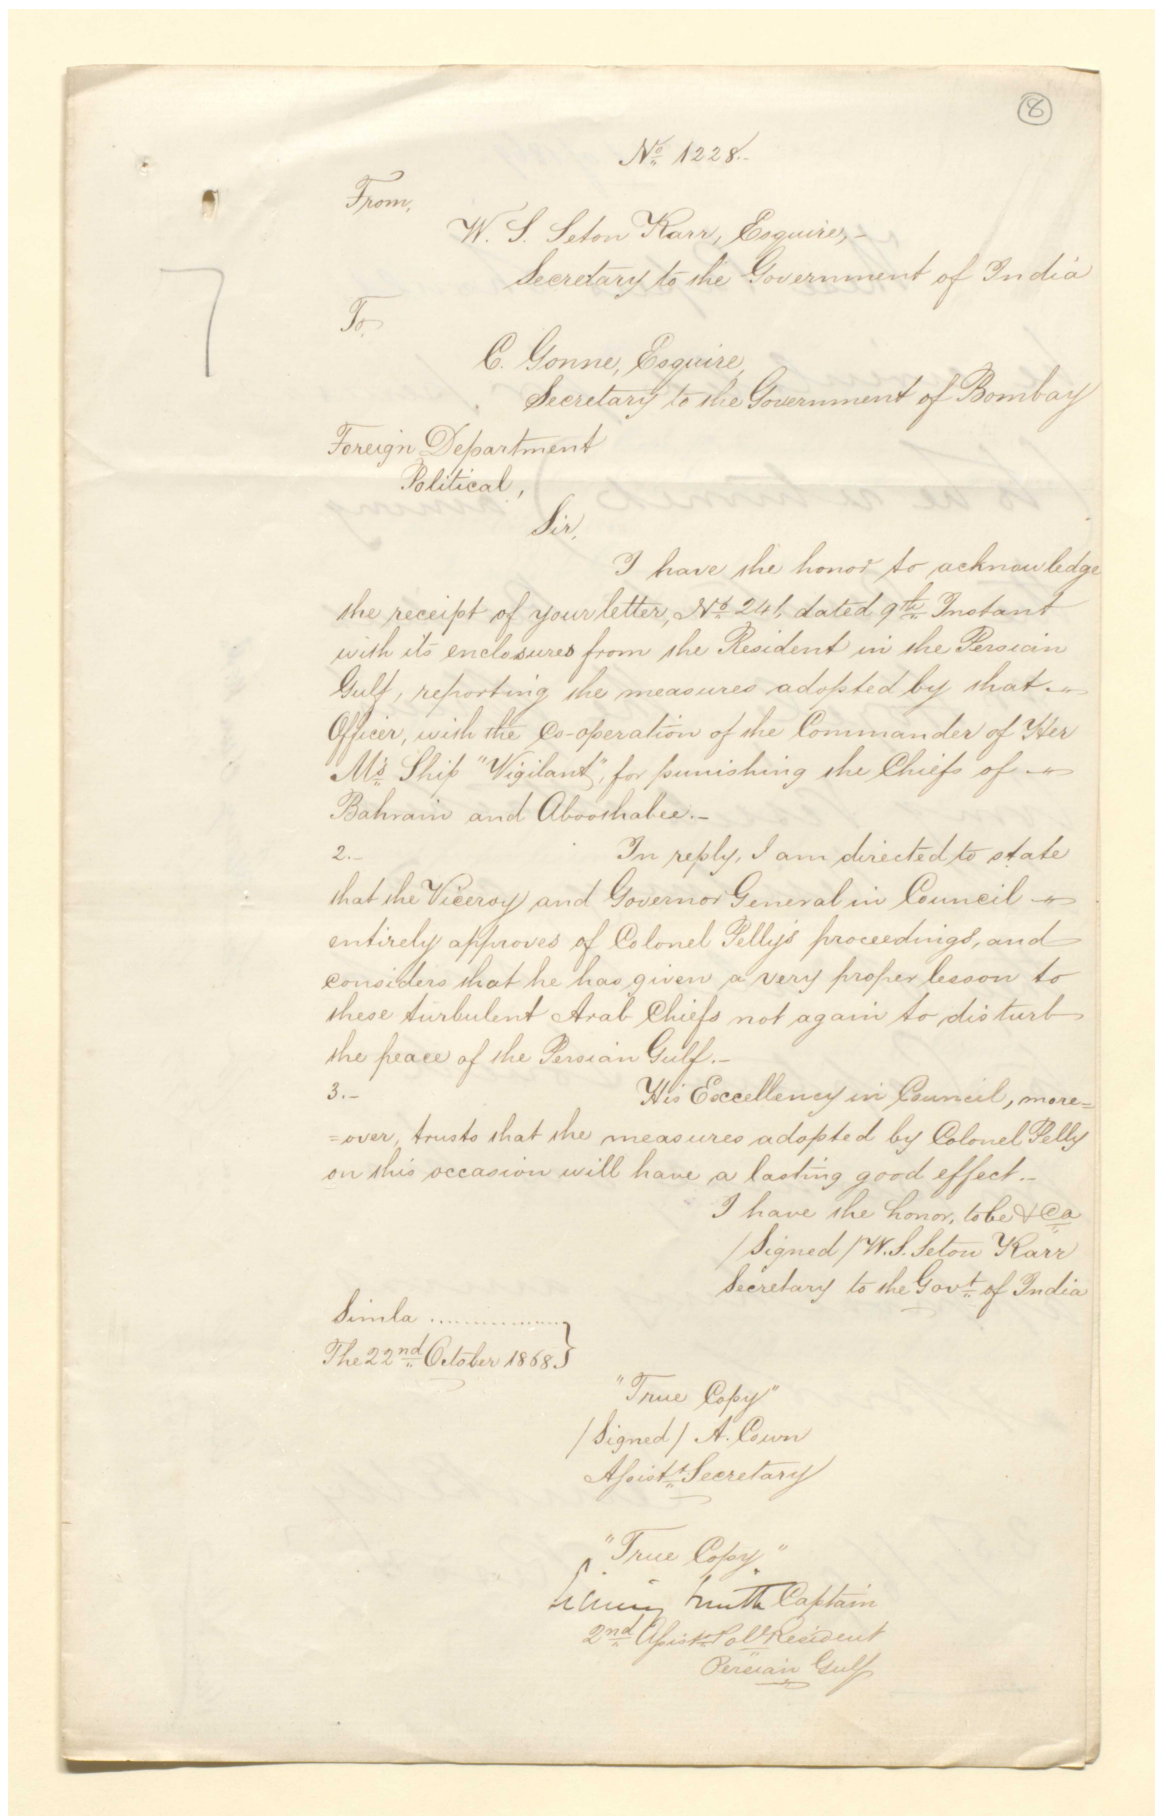 8
No 1228.
From,
W. S. Seton Karr, Esquire,
Secretary to the Government of India
To,
C. Gonne, Esquire,
Secretary to the Government of Bombay
Foreign Department
Political,
Sir,
I have the honor to acknowledge
the receipt of your letter, No 241, dated 9th Instant
with its enclosures from the Resident in the Persian
Gulf, reporting the measures adopted by that
Officer, with the Co-operation of the Commander of Her
M's Ship "Vigilant", for punishing the Chiefs of
Bahrain and Abooshabee.-
2.- In reply, I am directed to state
that the Viceroy and Governor General in Council
entirely approves of Colonel Pelly's proceedings, and
considers that he has given a very proper lesson to
these turbulent Arab Chiefs not again to disturb
the peace of the Persian Gulf.-
3.- His Excellency in Council, more=
=over, trusts that the measures adopted by Colonel Pelly
on this occasion will have a lasting good effect.-
I have the honor, to be &ca
/Signed/ W. S. Seton Karr
Secretary to the Govt of India
Simla ................}
The 22nd October 1868}
"True Copy"
/Signed/ A. Cown
Assist. Secretary
"True Copy"
Smith Captain
2nd Assist. Poll. Resident
Persian Gulf